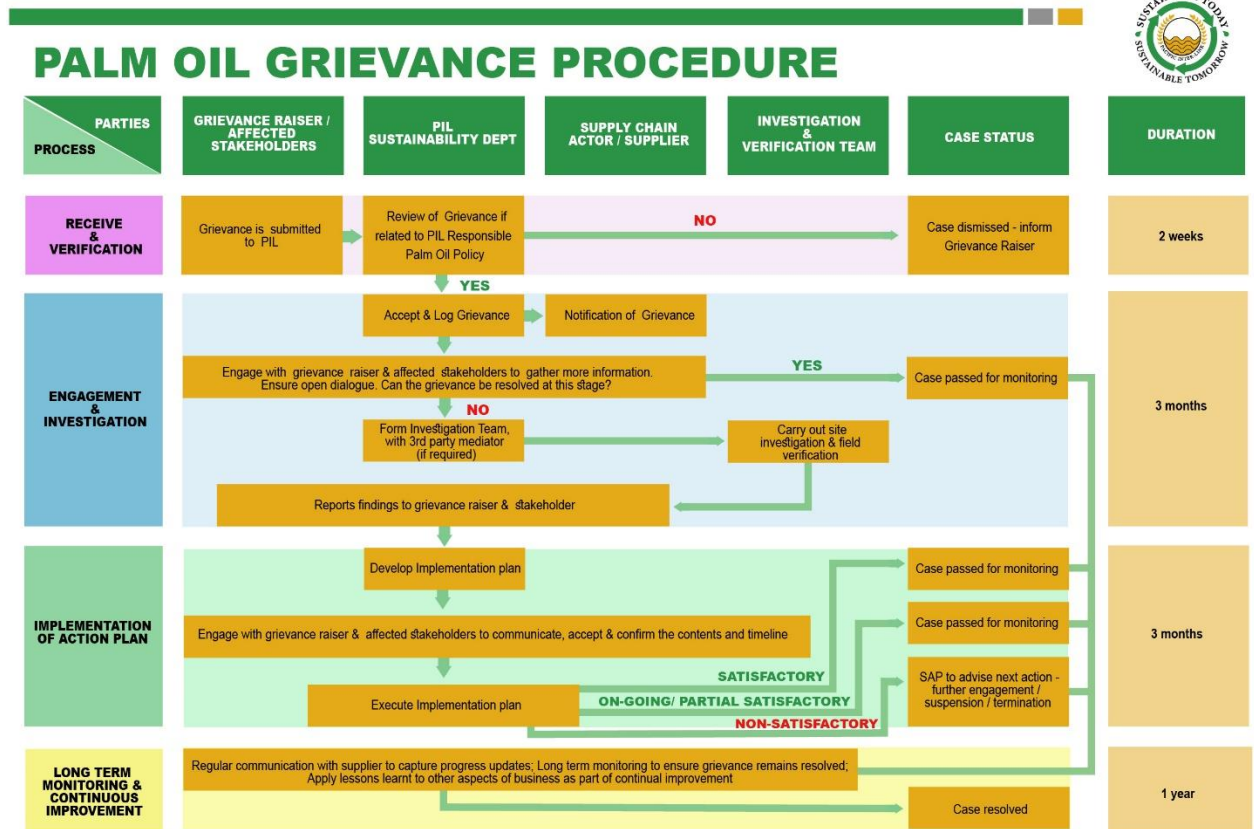 SUSTAINABLE TOMORROW
PALM OIL GRIEVANCE PROCEDURE
PARTIES
PROCESS
GRIEVANCE RAISER /
AFFECTED
STAKEHOLDERS
PIL
SUSTAINABILITY DEPT
SUPPLY CHAIN
ACTOR / SUPPLIER
INVESTIGATION
&
VERIFICATION TEAM
CASE STATUS
DURATION
RECEIVE
&
VERIFICATION
Grievance is submitted
to PIL
Review of Grievance if
related to PIL Responsible
Palm Oil Policy
NO
Case dismissed - inform
Grievance Raiser
2 weeks
YES
ENGAGEMENT
&
INVESTIGATION
Accept & Log Grievance
Notification of Grievance
Engage with grievance raiser & affected stakeholders to gather more information.
Ensure open dialogue. Can the grievance be resolved at this stage?
YES
Case passed for monitoring
3 months
NO
Form Investigation Team,
with 3rd party mediator
(if required)
Carry out site
investigation & field
verification
Reports findings to grievance raiser & stakeholder
IMPLEMENTATION
OF ACTION PLAN
Develop Implementation plan
Case passed for monitoring
Engage with grievance raiser & affected stakeholders to communicate, accept & confirm the contents and timeline
Case passed for monitoring
3 months
Execute Implementation plan
SATISFACTORY
ON-GOING/ PARTIAL SATISFACTORY
NON-SATISFACTORY
SAP to advise next action -
further engagement /
suspension / termination
LONG TERM
MONITORING &
CONTINUOUS
IMPROVEMENT
Regular communication with supplier to capture progress updates; Long term monitoring to ensure grievance remains resolved;
Apply lessons learnt to other aspects of business as part of continual improvement
Case resolved
1 year